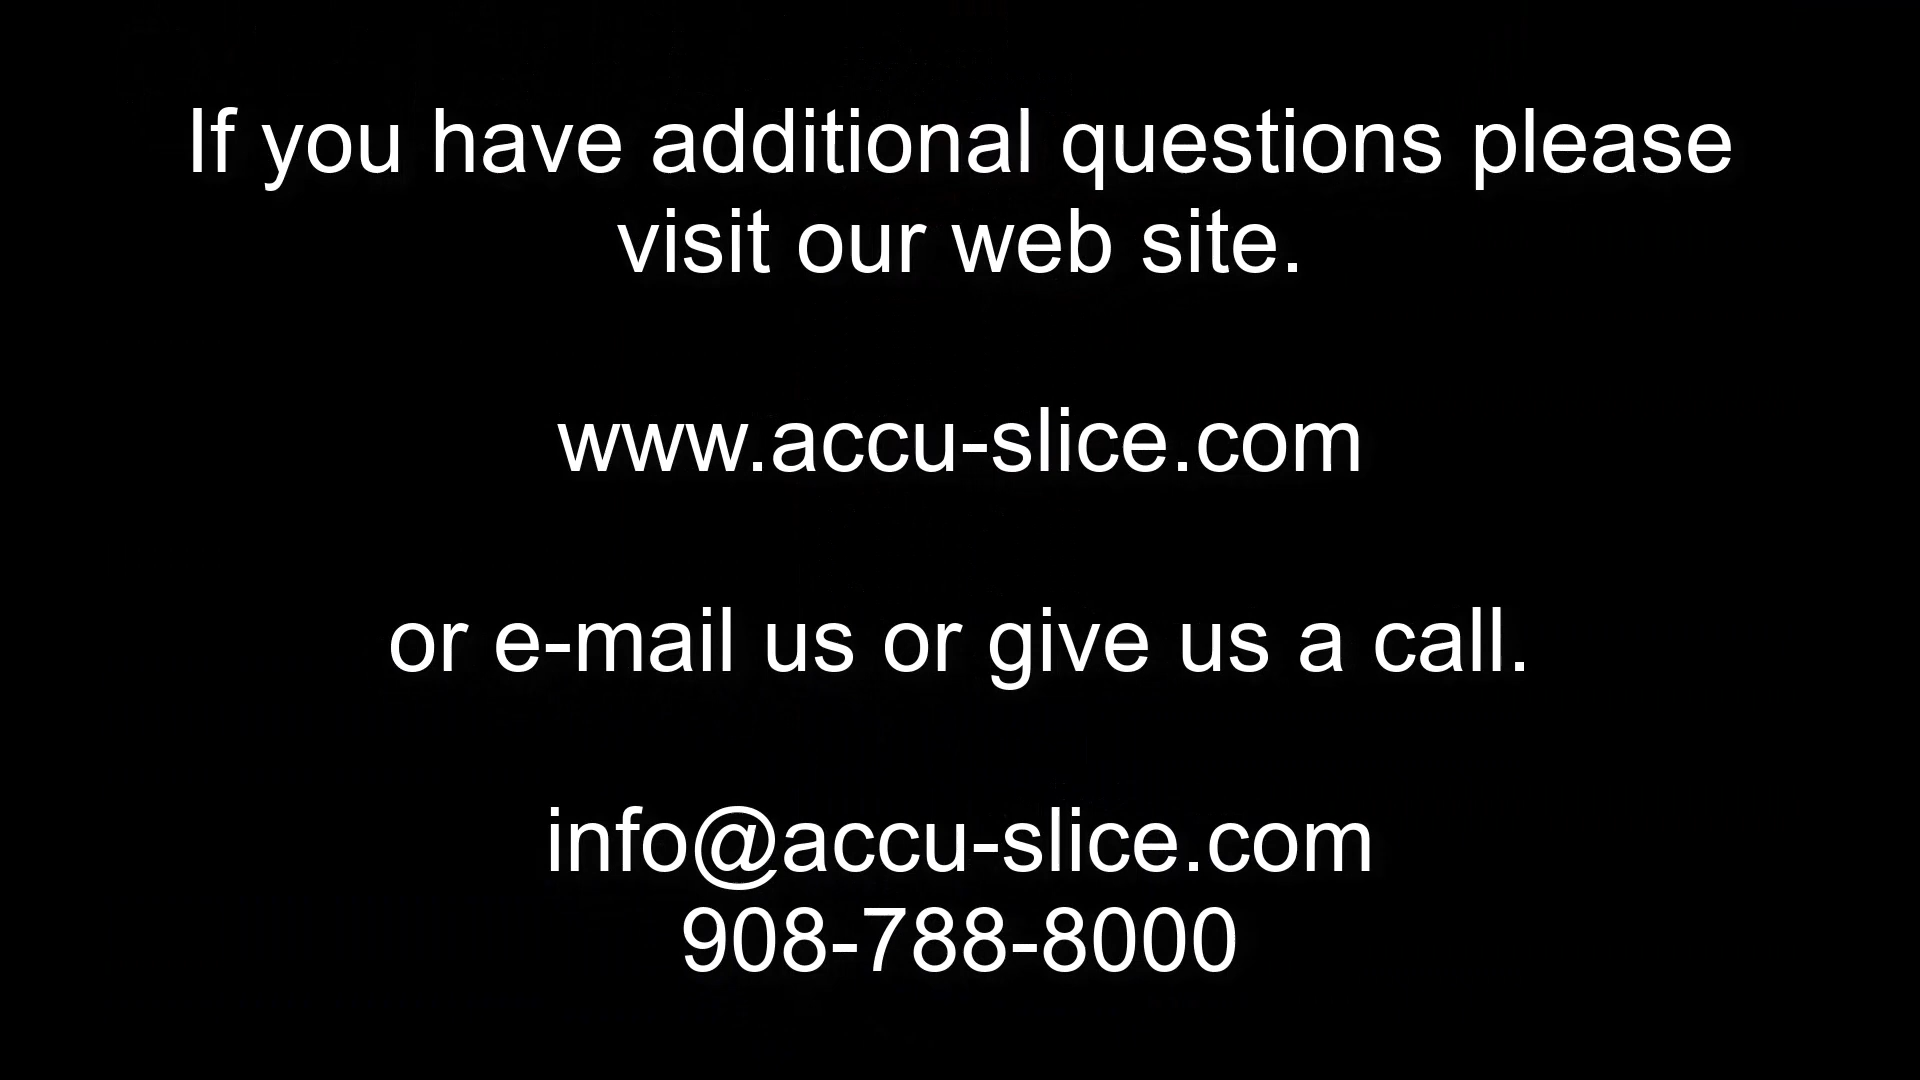 If you have additional questions please
visit our web site.
www.accu-slice.com
or e-mail us or give us a call.
info@accu-slice.com
908-788-8000